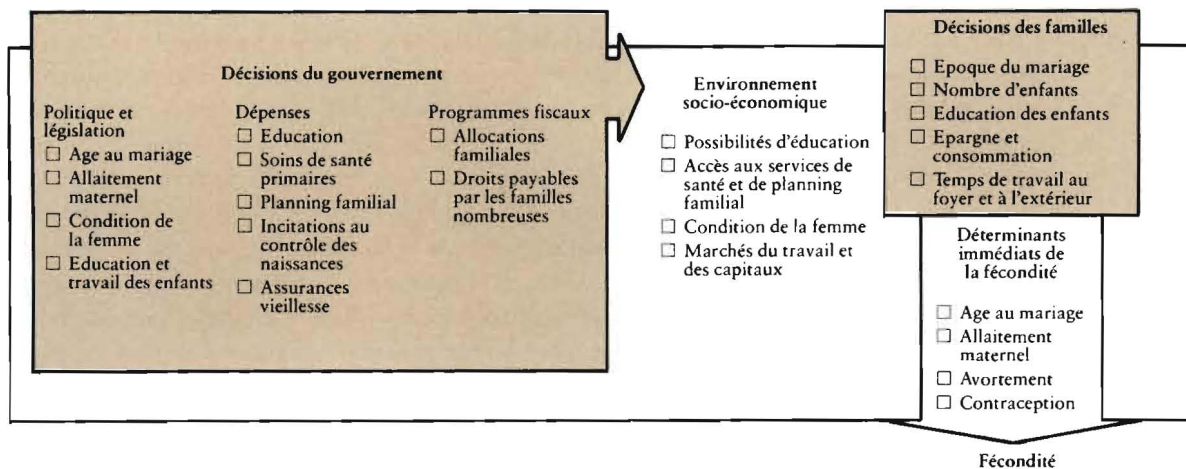 Décisions du gouvernement
Politique et
législation
□ Age au mariage
□ Allaitement
maternel
□ Condition de
la femme
□ Education et
travail des enfants
Dépenses
□ Education
□ Soins de santé
primaires
□ Planning familial
□ Incitations au
contrôle des
naissances
□ Assurances
vieillesse
Programmes fiscaux
□ Allocations
familiales
□ Droits payables
par les familles
nombreuses
Environnement
socio-économique
□ Possibilités d'éducation
□ Accès aux services de
santé et de planning
familial
□ Condition de la femme
□ Marchés du travail et
des capitaux
Décisions des familles
□ Epoque du mariage
□ Nombre d'enfants
□ Education des enfants
□ Epargne et
consommation
□ Temps de travail au
foyer et à l'extérieur
Déterminants
immédiats de
la fécondité
□ Age au mariage
□ Allaitement
maternel
□ Avortement
□ Contraception
Fécondité